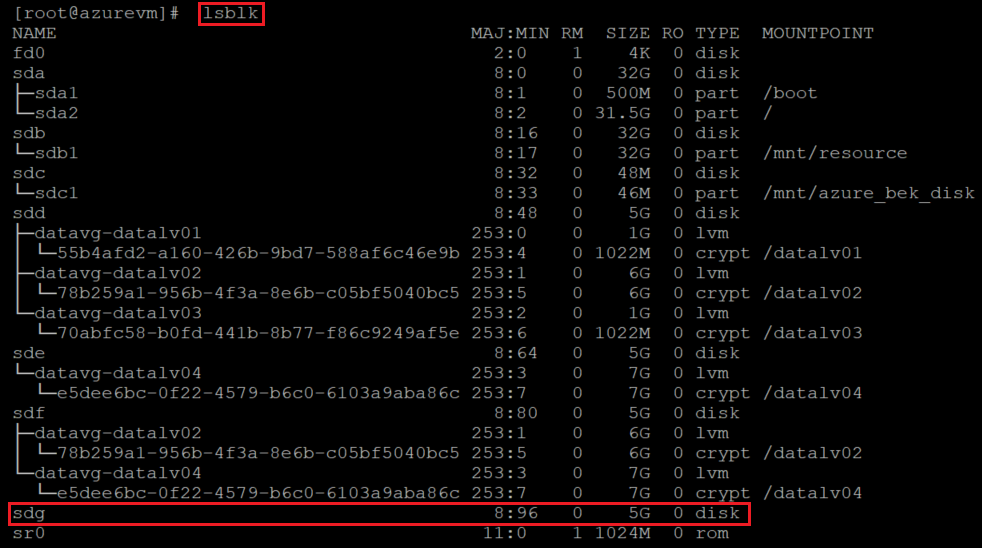 [root@azurevm]# lsblk
NAME                                       MAJ:MIN RM   SIZE RO TYPE  MOUNTPOINT
fd0                                          2:0    1     4K  0 disk
sda                                          8:0    0    32G  0 disk
├─sda1                                       8:1    0   500M  0 part  /boot
└─sda2                                       8:2    0  31.5G  0 part  /
sdb                                          8:16   0    32G  0 disk
└─sdb1                                       8:17   0    32G  0 part  /mnt/resource
sdc                                          8:32   0    48M  0 disk
└─sdc1                                       8:33   0    46M  0 part  /mnt/azure_bek_disk
sdd                                          8:48   0     5G  0 disk
├─datavg-datalv01                          253:0    0     1G  0 lvm
│ └─55b4afd2-a160-426b-9bd7-588af6c46e9b   253:4    0  1022M  0 crypt /datalv01
├─datavg-datalv02                          253:1    0     6G  0 lvm
│ └─78b259a1-956b-4f3a-8e6b-c05bf5040bc5   253:5    0     6G  0 crypt /datalv02
└─datavg-datalv03                          253:2    0     1G  0 lvm
  └─70abfc58-b0fd-441b-8b77-f86c9249af5e   253:6    0  1022M  0 crypt /datalv03
sde                                          8:64   0     5G  0 disk
└─datavg-datalv04                          253:3    0     7G  0 lvm
  └─e5dee6bc-0f22-4579-b6c0-6103a9aba86c   253:7    0     7G  0 crypt /datalv04
sdf                                          8:80   0     5G  0 disk
├─datavg-datalv02                          253:1    0     6G  0 lvm
│ └─78b259a1-956b-4f3a-8e6b-c05bf5040bc5   253:5    0     6G  0 crypt /datalv02
└─datavg-datalv04                          253:3    0     7G  0 lvm
  └─e5dee6bc-0f22-4579-b6c0-6103a9aba86c   253:7    0     7G  0 crypt /datalv04
sdg                                          8:96   0     5G  0 disk
sr0                                         11:0    1  1024M  0 rom